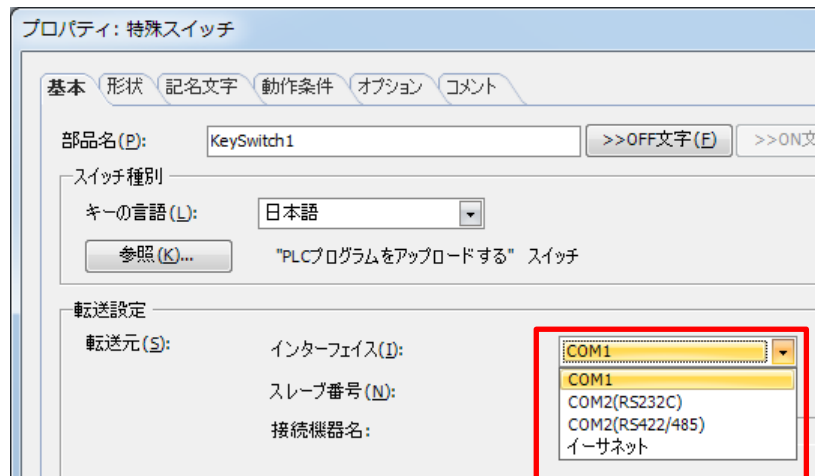 プロパティ: 特殊スイッチ
基本 形状 記名文字 動作条件 オプション コメント
部品名(P): KeySwitch1 >>OFF文字(F) >>ON文
スイッチ種別
キーの言語(L): 日本語
参照(K)... "PLCプログラムをアップロードする" スイッチ
転送設定
転送元(S): インターフェイス(I): COM1
COM1
スレーブ番号(N): COM2(RS232C)
COM2(RS422/485)
接続機器名: イーサネット